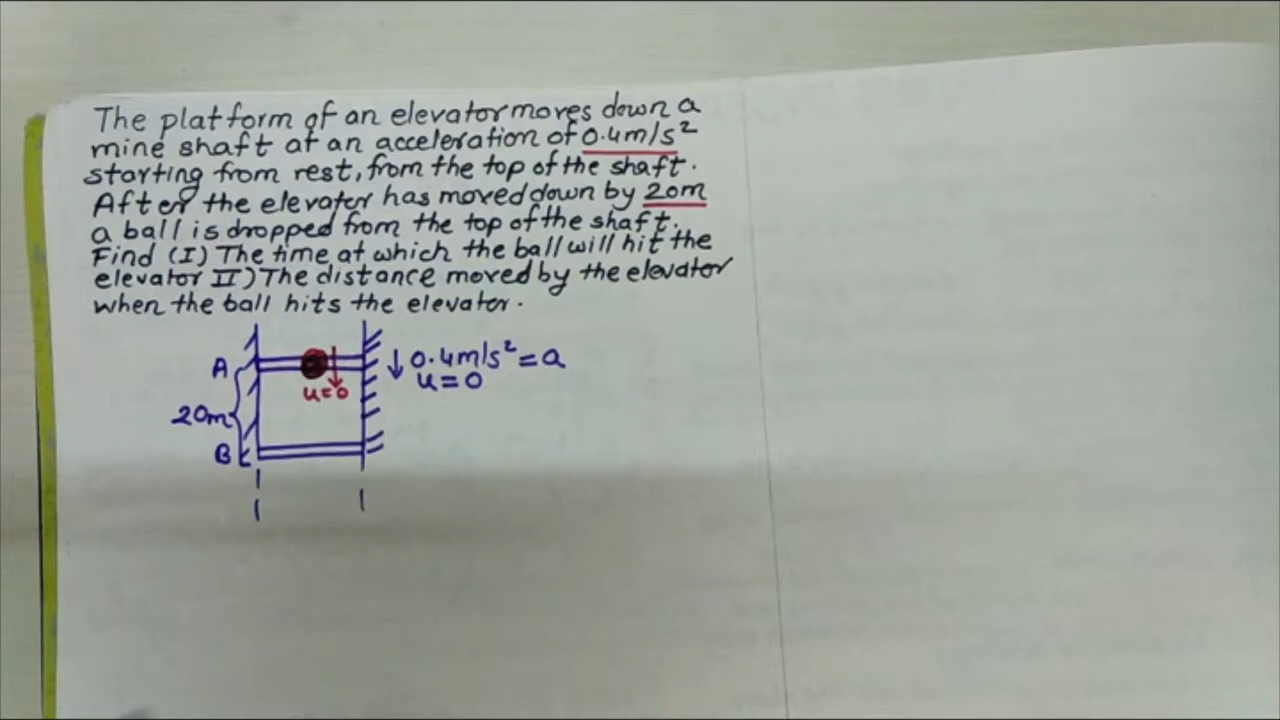 The platform of an elevator moves down a
mine shaft at an acceleration of 0.4m/s²
starting from rest, from the top of the shaft.
After the elevater has moved down by 20m
a ball is dropped from the top of the shaft.
Find (I) The time at which the ball will hit the
elevator II) The distance moved by the elevator
when the ball hits the elevator.
A ↓ 0.4m/s² = a
u=0 u=0
20m
B